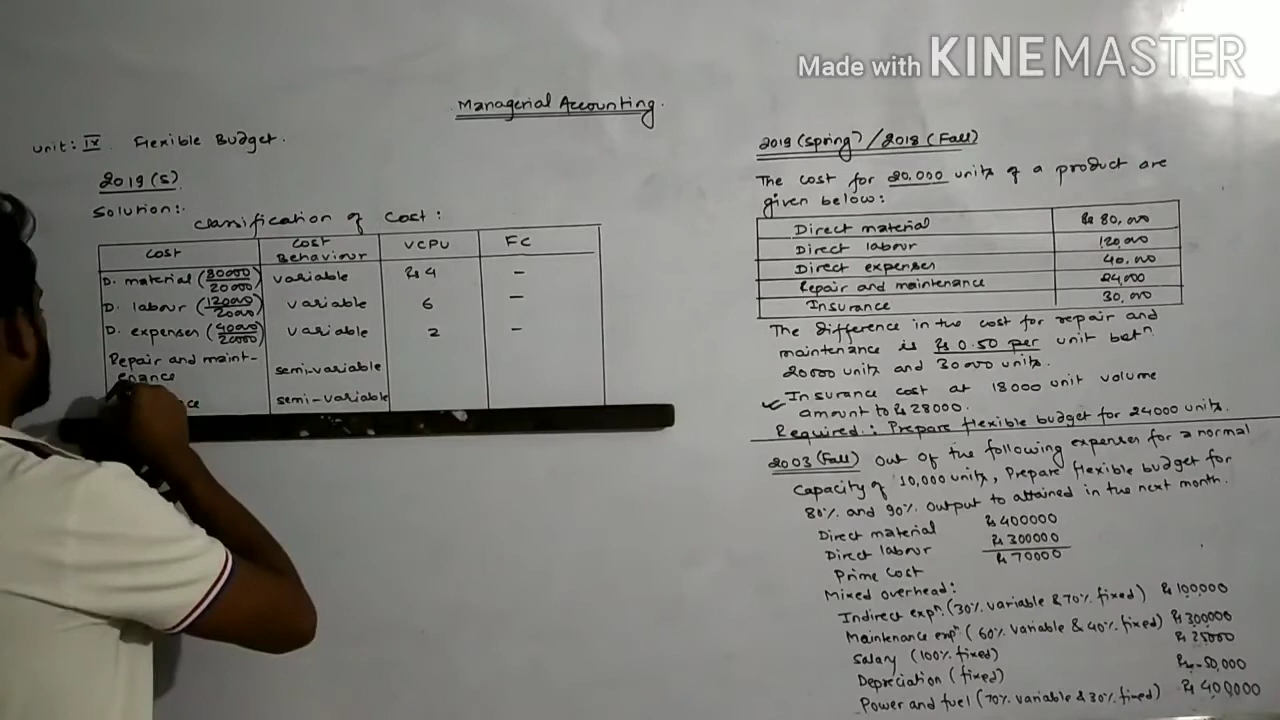 Made with KINEMASTER
Managerial Accounting.
Unit: IV Flexible Budget.
2019(S)
Solution:
Classification of Cost:
Cost | Cost Behaviour | VCPU | FC
D. material (80000/20000) | variable | Rs 4 | -
D. labour (120000/20000) | variable | 6 | -
D. expenses (40000/20000) | variable | 2 | -
Repair and maint-
enance | semi-variable
semi-variable
2019 (Spring) / 2018 (Fall)
The cost for 20,000 units of a product are
given below:
Direct material | Rs 80,000
Direct labour | 120,000
Direct expenses | 40,000
Repair and maintenance | 24,000
Insurance | 30,000
The difference in the cost for repair and
maintenance is Rs 0.50 per unit betn
20000 units and 30000 units.
Insurance cost at 18000 unit volume
amount to Rs 28000.
Required: Prepare flexible budget for 24000 units.
2003 (Fall) Out of the following expenses for a normal
Capacity of 10,000 units, Prepare flexible budget for
80% and 90% output to attained in the next month.
Direct material Rs 400000
Direct labour Rs 300000
Prime Cost Rs 70000
Mixed overhead:
Indirect expn (30% variable & 70% fixed) Rs 100,000
Maintenance expn (60% variable & 40% fixed) Rs 300000
Salary (100% fixed) Rs 25000
Depreciation (fixed) Rs 50,000
Power and fuel (70% variable & 30% fixed) Rs 400000